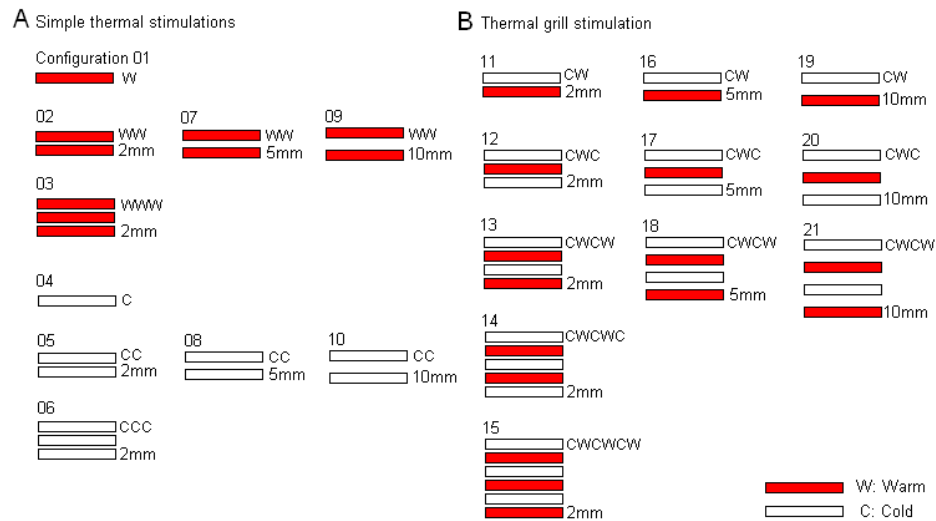 A Simple thermal stimulations
Configuration 01
W
02
WW
2mm
07
WW
5mm
09
WW
10mm
03
WWW
2mm
04
C
05
CC
2mm
08
CC
5mm
10
CC
10mm
06
CCC
2mm
B Thermal grill stimulation
11
CW
2mm
16
CW
5mm
19
CW
10mm
12
CWC
2mm
17
CWC
5mm
20
CWC
10mm
13
CWCW
2mm
18
CWCW
5mm
21
CWCW
10mm
14
CWCWC
2mm
15
CWCWCW
2mm
W: Warm
C: Cold